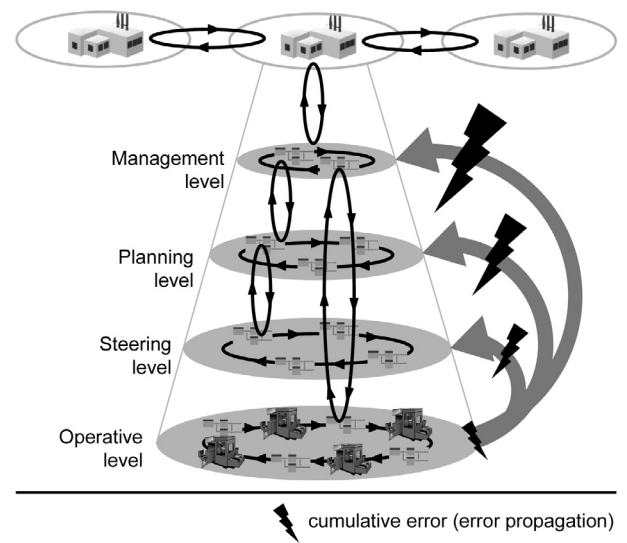 Management
level
Planning
level
Steering
level
Operative
level
cumulative error (error propagation)